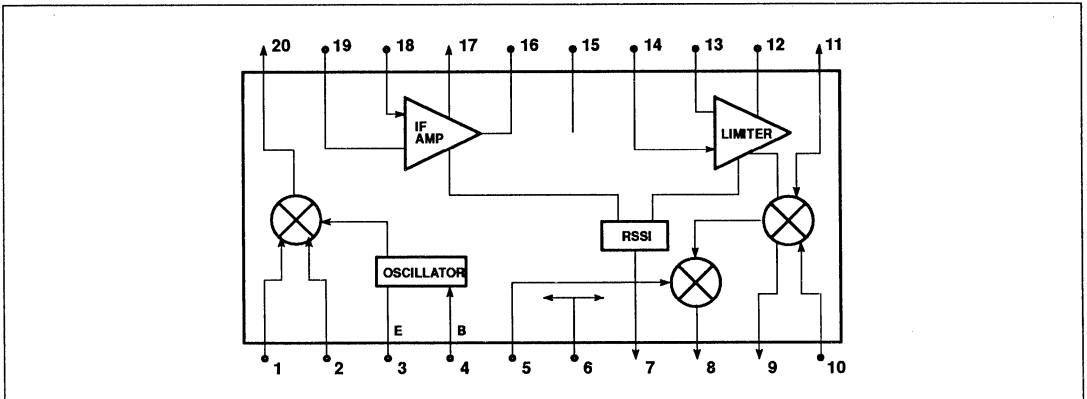 20 19 18 17 16 15 14 13 12 11
IF
AMP
LIMITER
RSSI
OSCILLATOR
E B
1 2 3 4 5 6 7 8 9 10